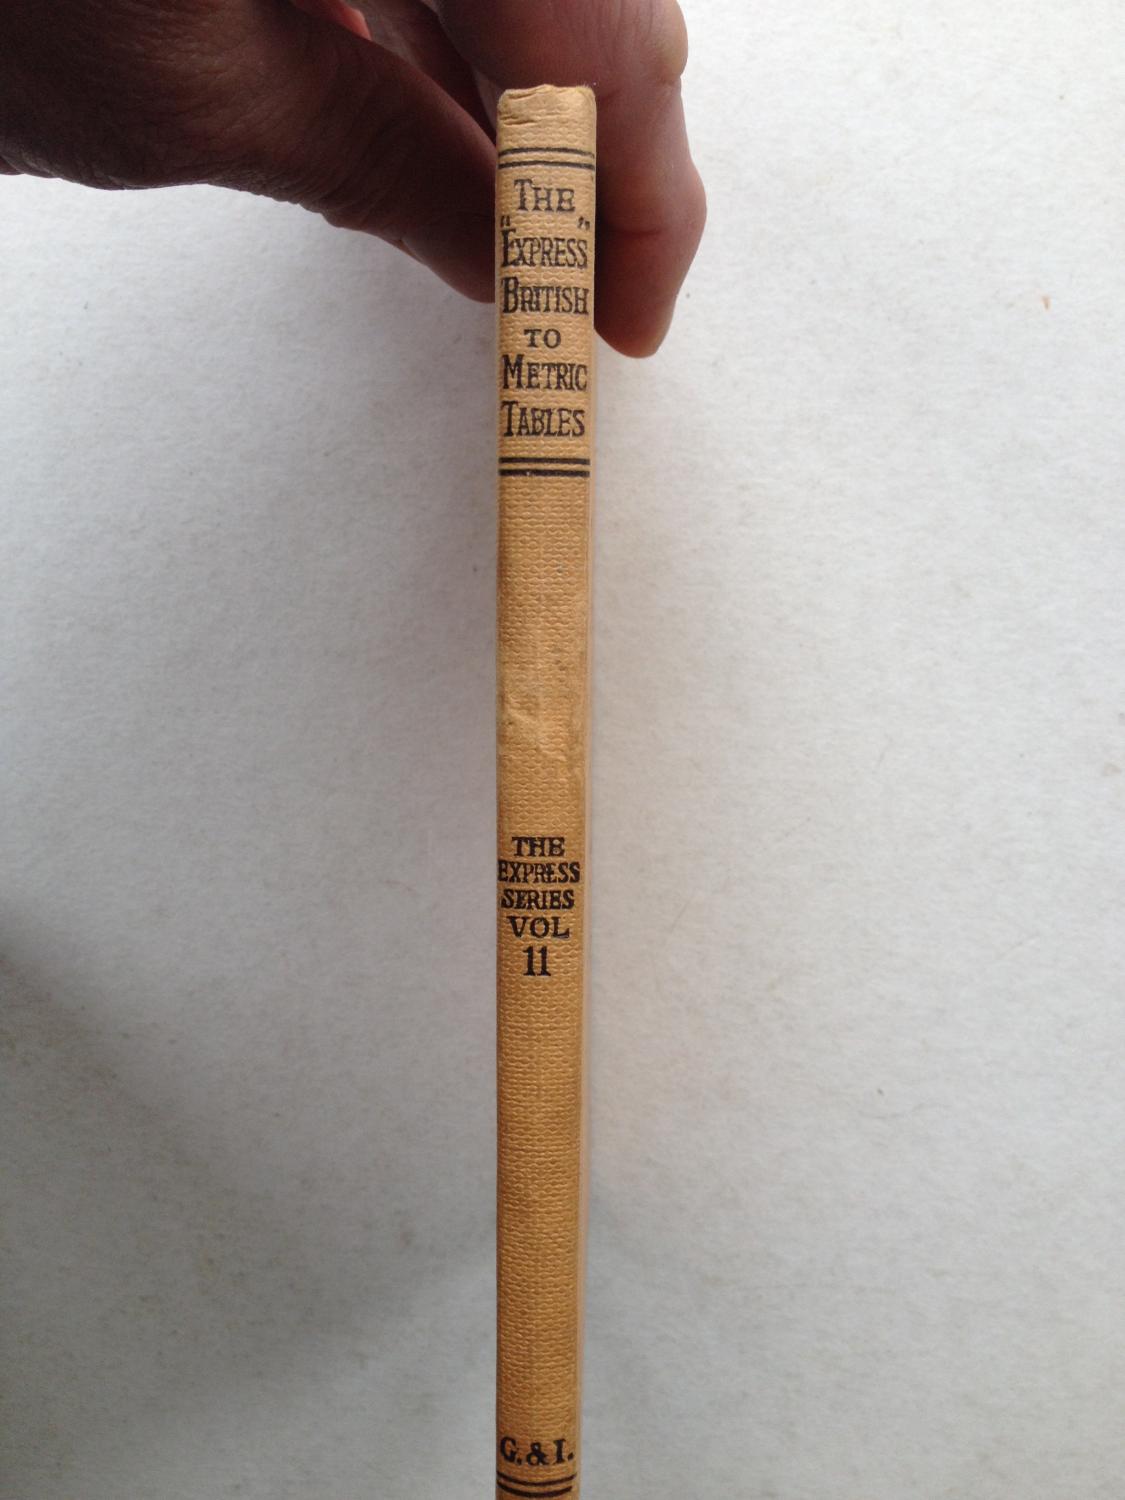 THE
"EXPRESS"
BRITISH
TO
METRIC
TABLES
THE
EXPRESS
SERIES
VOL
11
G. & I.